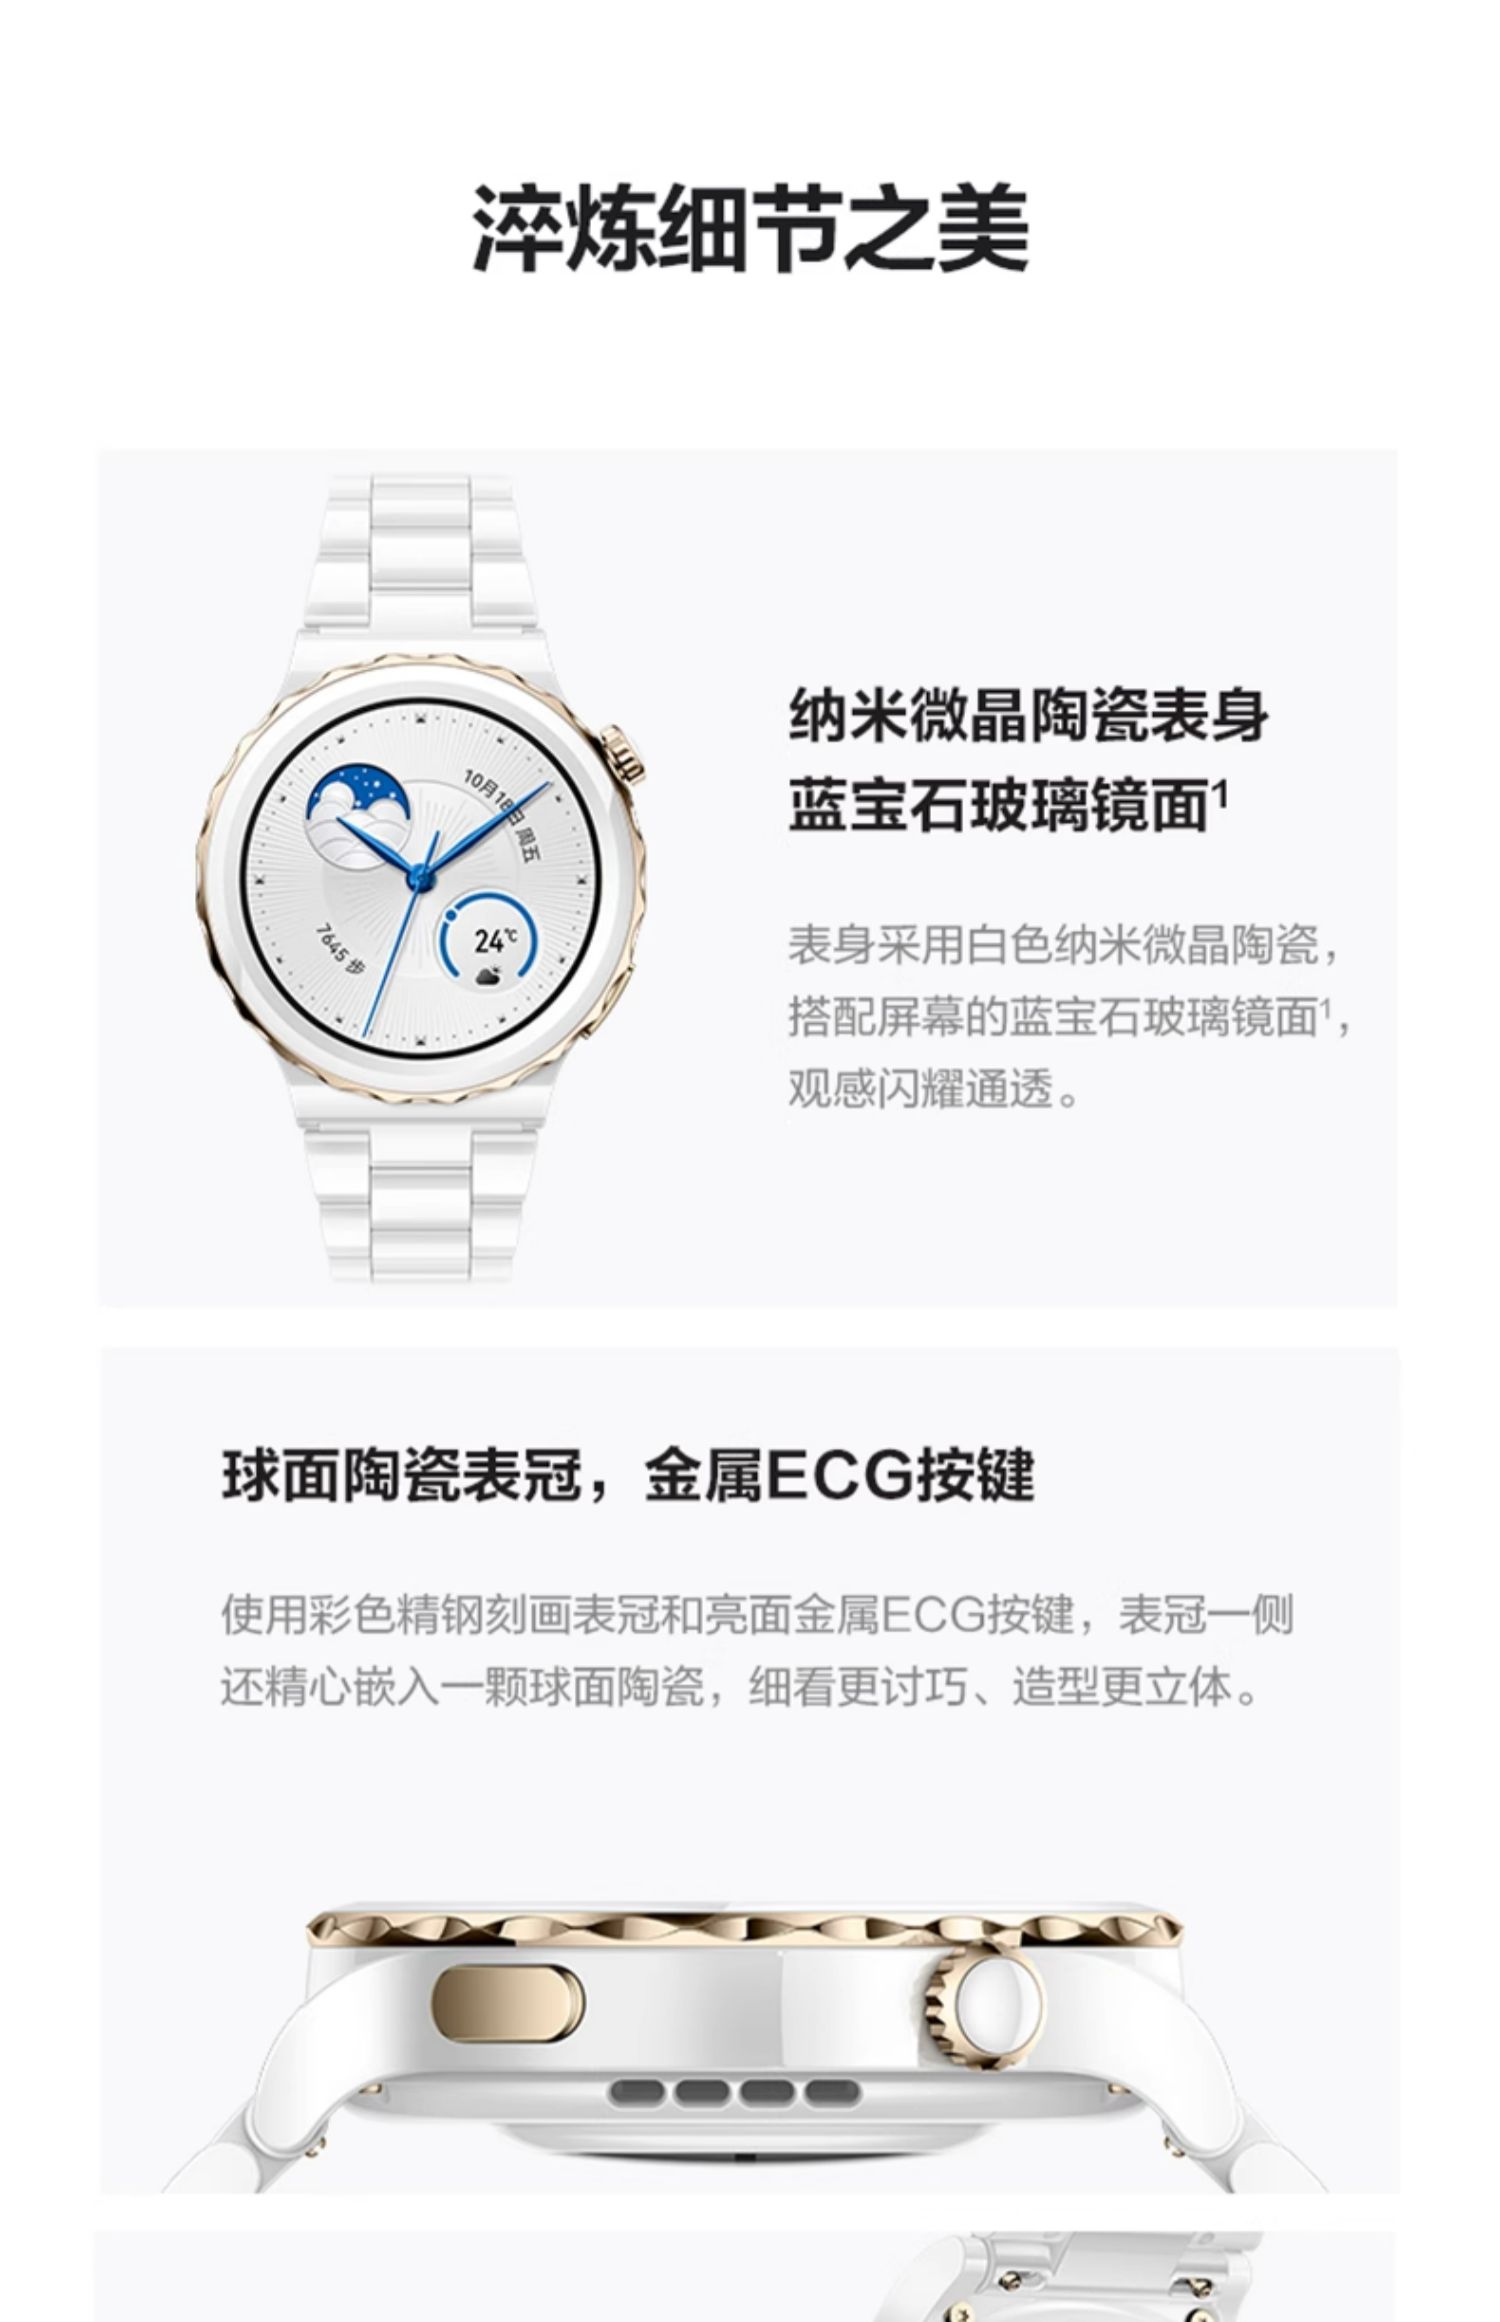 淬炼细节之美
纳米微晶陶瓷表身
蓝宝石玻璃镜面¹
10月18日 周五
24℃
7645 步
表身采用白色纳米微晶陶瓷，
搭配屏幕的蓝宝石玻璃镜面¹，
观感闪耀通透。
球面陶瓷表冠，金属ECG按键
使用彩色精钢刻画表冠和亮面金属ECG按键，表冠一侧
还精心嵌入一颗球面陶瓷，细看更讨巧、造型更立体。